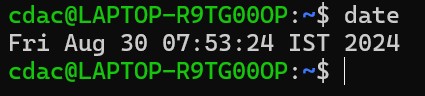 cdac@LAPTOP-R9TG00OP:~$ date
Fri Aug 30 07:53:24 IST 2024
cdac@LAPTOP-R9TG00OP:~$